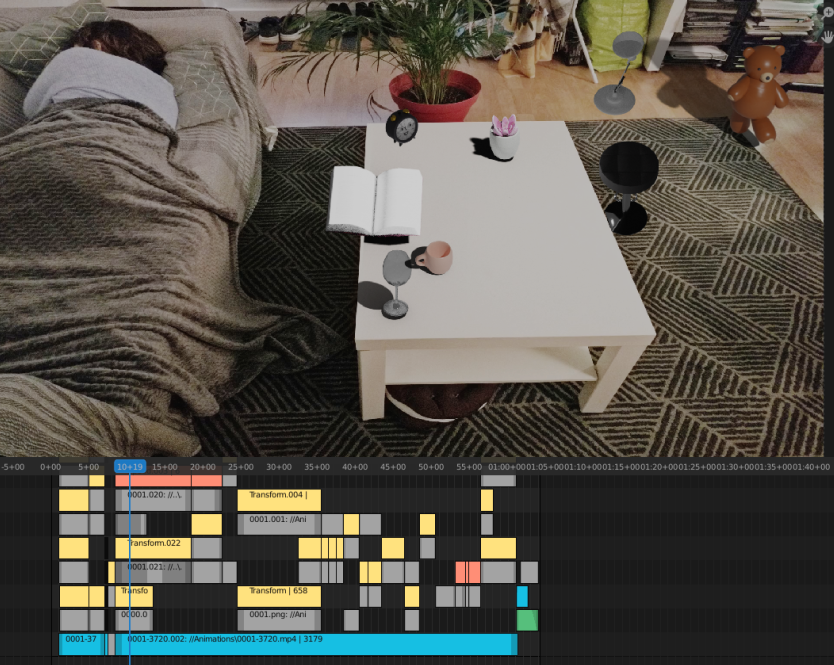 -5+00 0+00 5+00 10+19 15+00 20+00 25+00 30+00 35+00 40+00 45+00 50+00 55+00 01:00+00 01:05+00 01:10+00 01:15+00 01:20+00 01:25+00 01:30+00 01:35+00 01:40+00
0001.020: //..\. Transform.004 |
0001.001: //Ani
Transform.022
0001.021: //..\.
Transfo Transform | 658
0000.0 0001.png: //Ani
0001-37 0001-3720.002: //Animations\0001-3720.mp4 | 3179